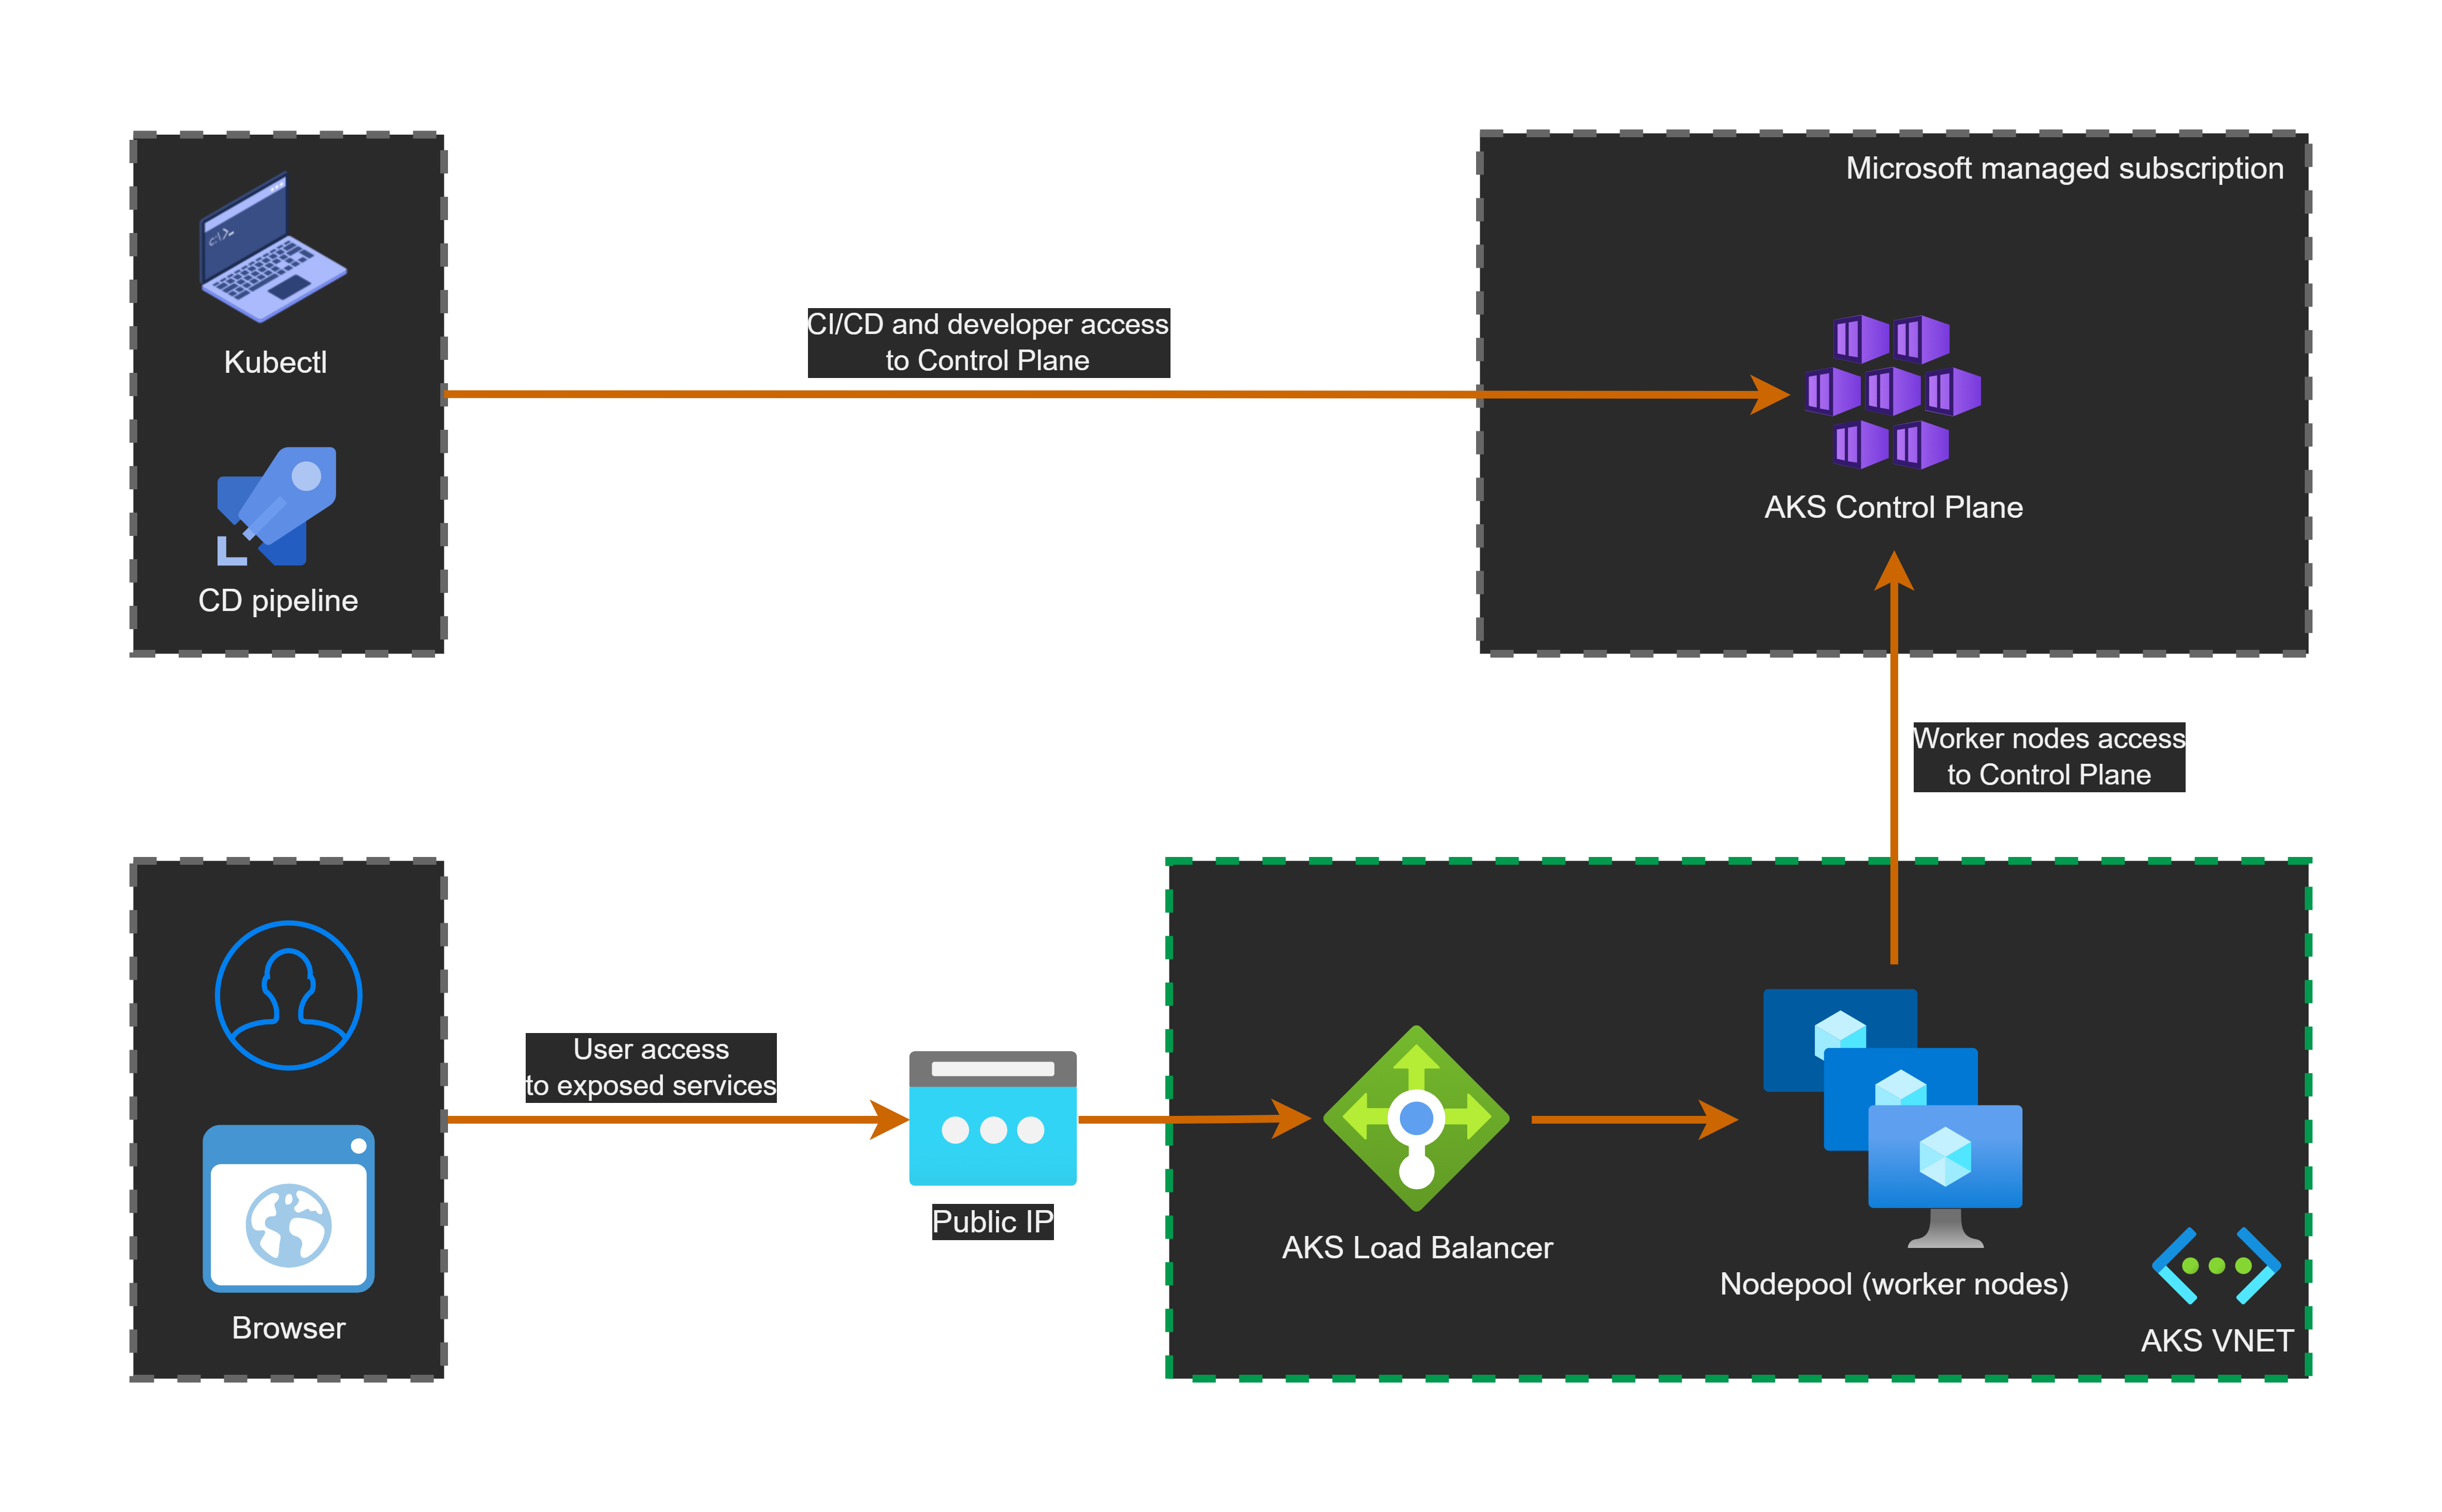 Microsoft managed subscription
C:\>_
Kubectl
CI/CD and developer access
to Control Plane
AKS Control Plane
CD pipeline
Worker nodes access
to Control Plane
User access
to exposed services
Public IP
AKS Load Balancer
Nodepool (worker nodes)
Browser
AKS VNET